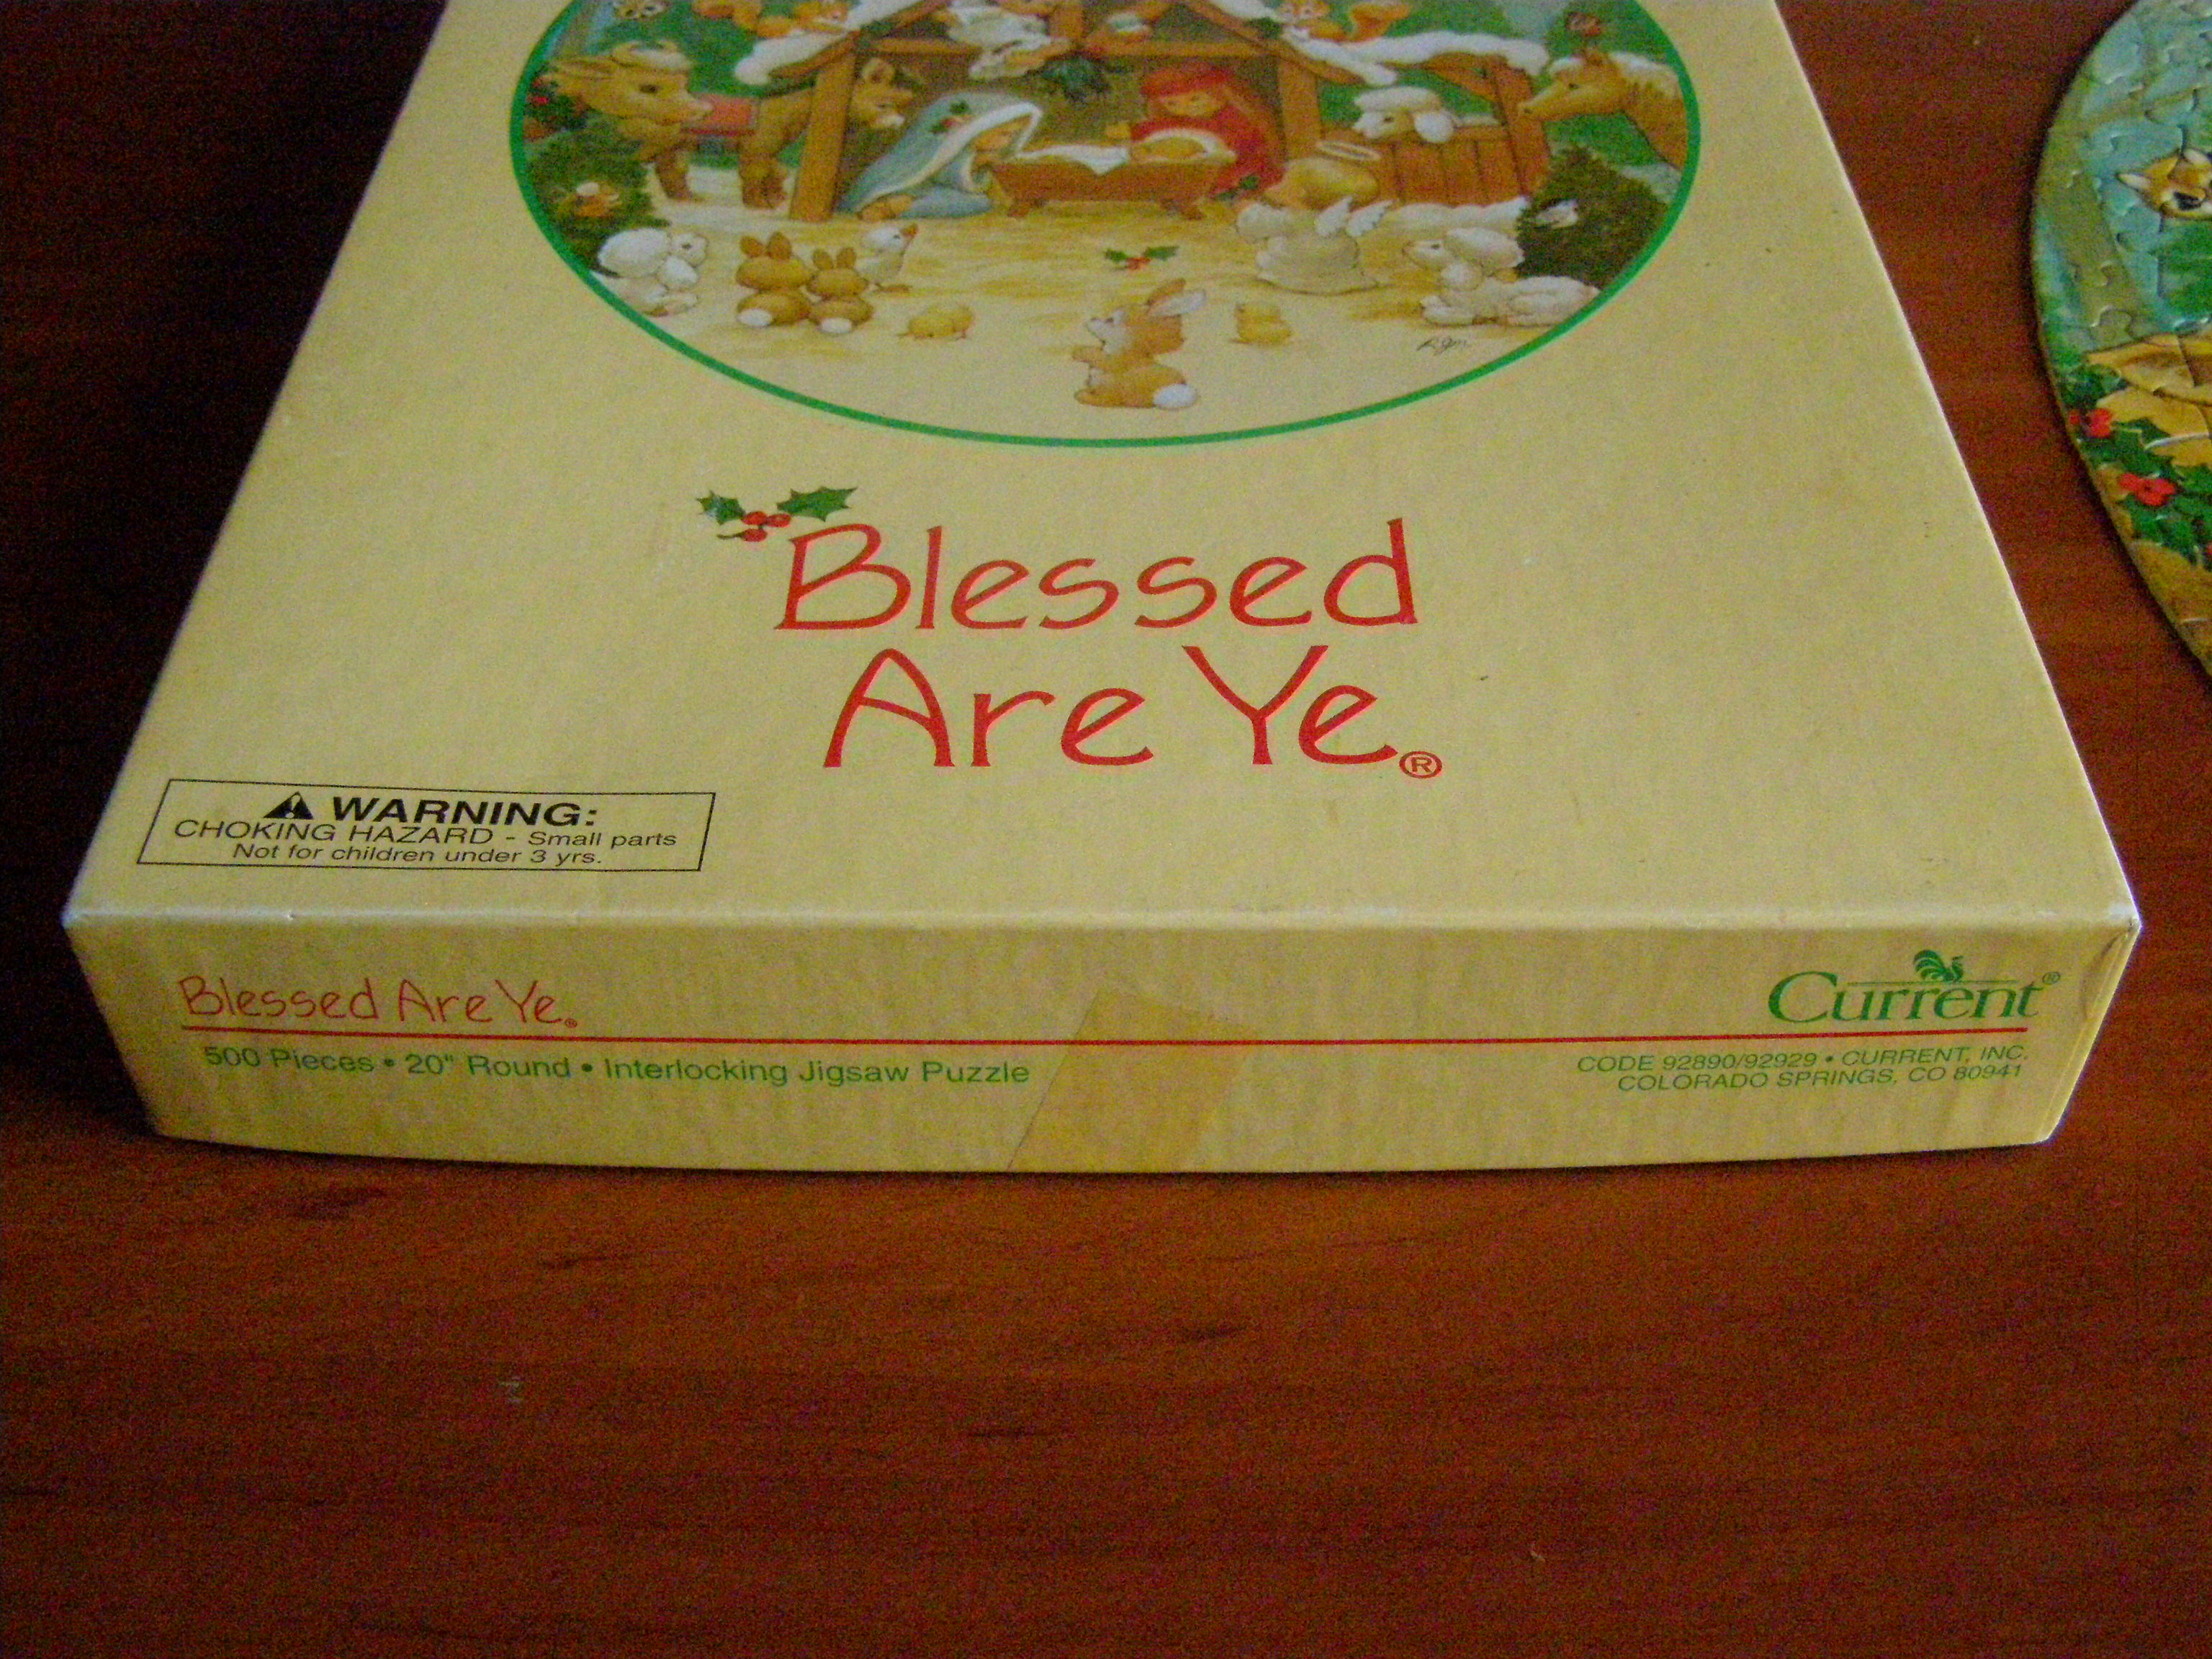 Blessed
Are Ye®
WARNING:
CHOKING HAZARD - Small parts
Not for children under 3 yrs.
Blessed Are Ye®
Current®
500 Pieces • 20" Round • Interlocking Jigsaw Puzzle
CODE 92890/92929 • CURRENT, INC.
COLORADO SPRINGS, CO 80941